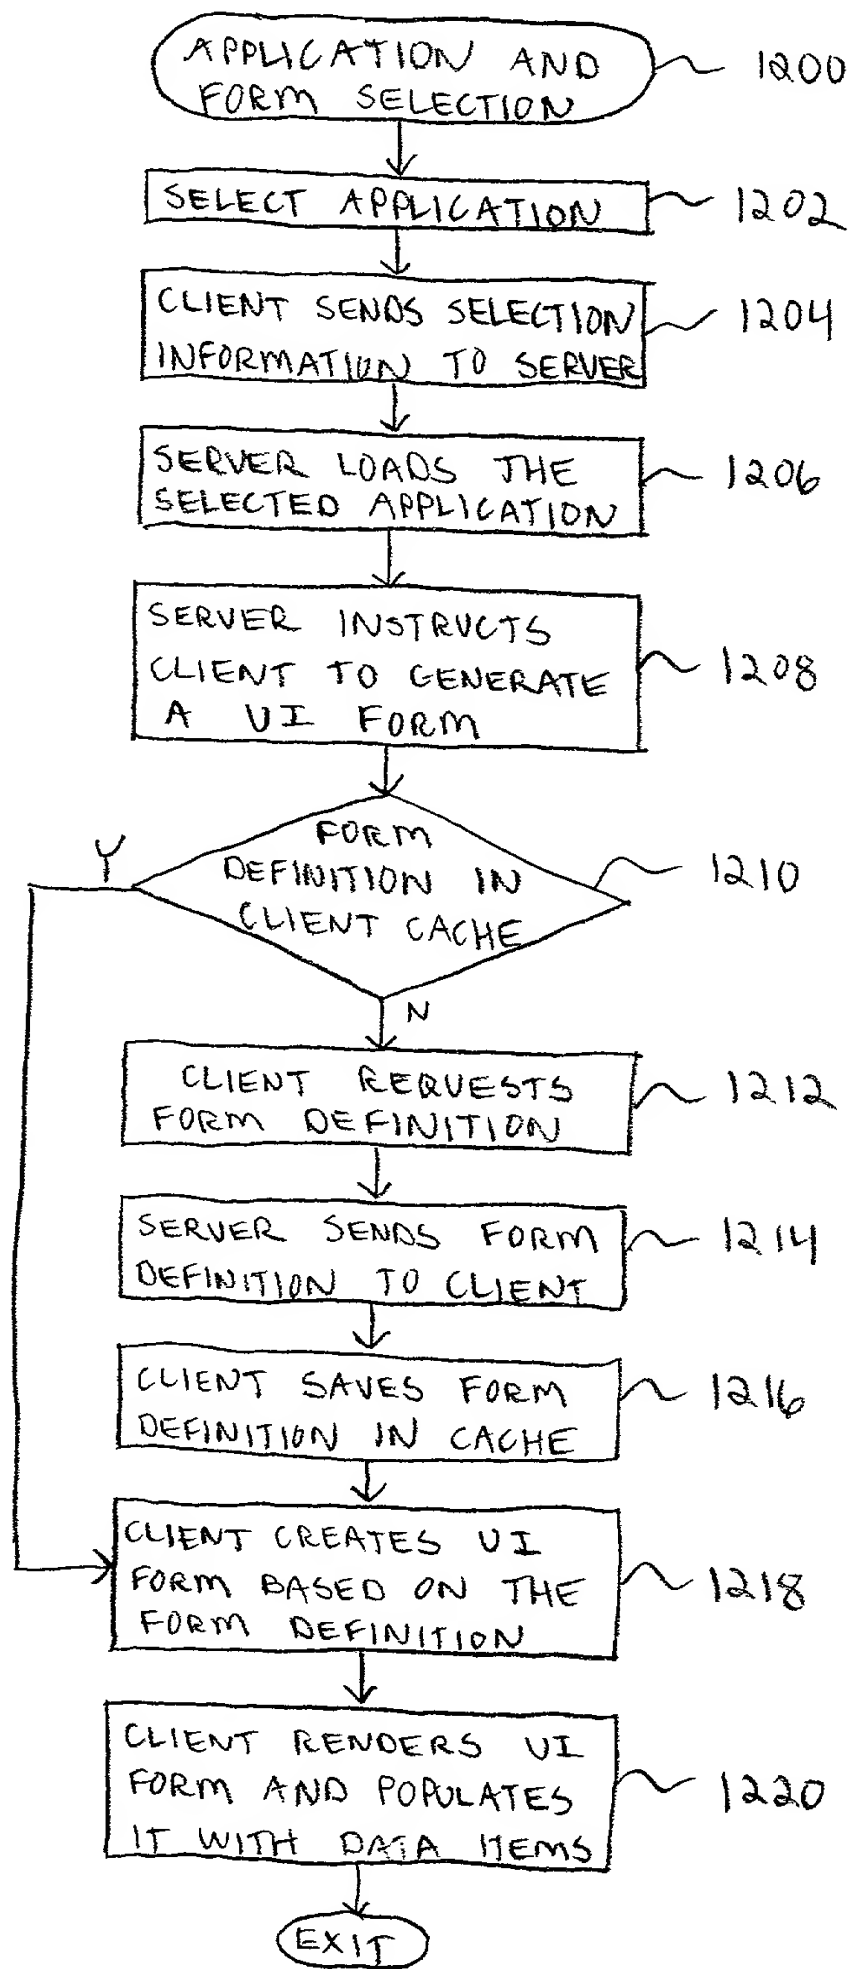 APPLICATION AND
FORM SELECTION
1200
SELECT APPLICATION
1202
CLIENT SENDS SELECTION
INFORMATION TO SERVER
1204
SERVER LOADS THE
SELECTED APPLICATION
1206
SERVER INSTRUCTS
CLIENT TO GENERATE
A UI FORM
1208
FORM
DEFINITION IN
CLIENT CACHE
1210
Y
N
CLIENT REQUESTS
FORM DEFINITION
1212
SERVER SENDS FORM
DEFINITION TO CLIENT
1214
CLIENT SAVES FORM
DEFINITION IN CACHE
1216
CLIENT CREATES UI
FORM BASED ON THE
FORM DEFINITION
1218
CLIENT RENDERS UI
FORM AND POPULATES
IT WITH DATA ITEMS
1220
EXIT